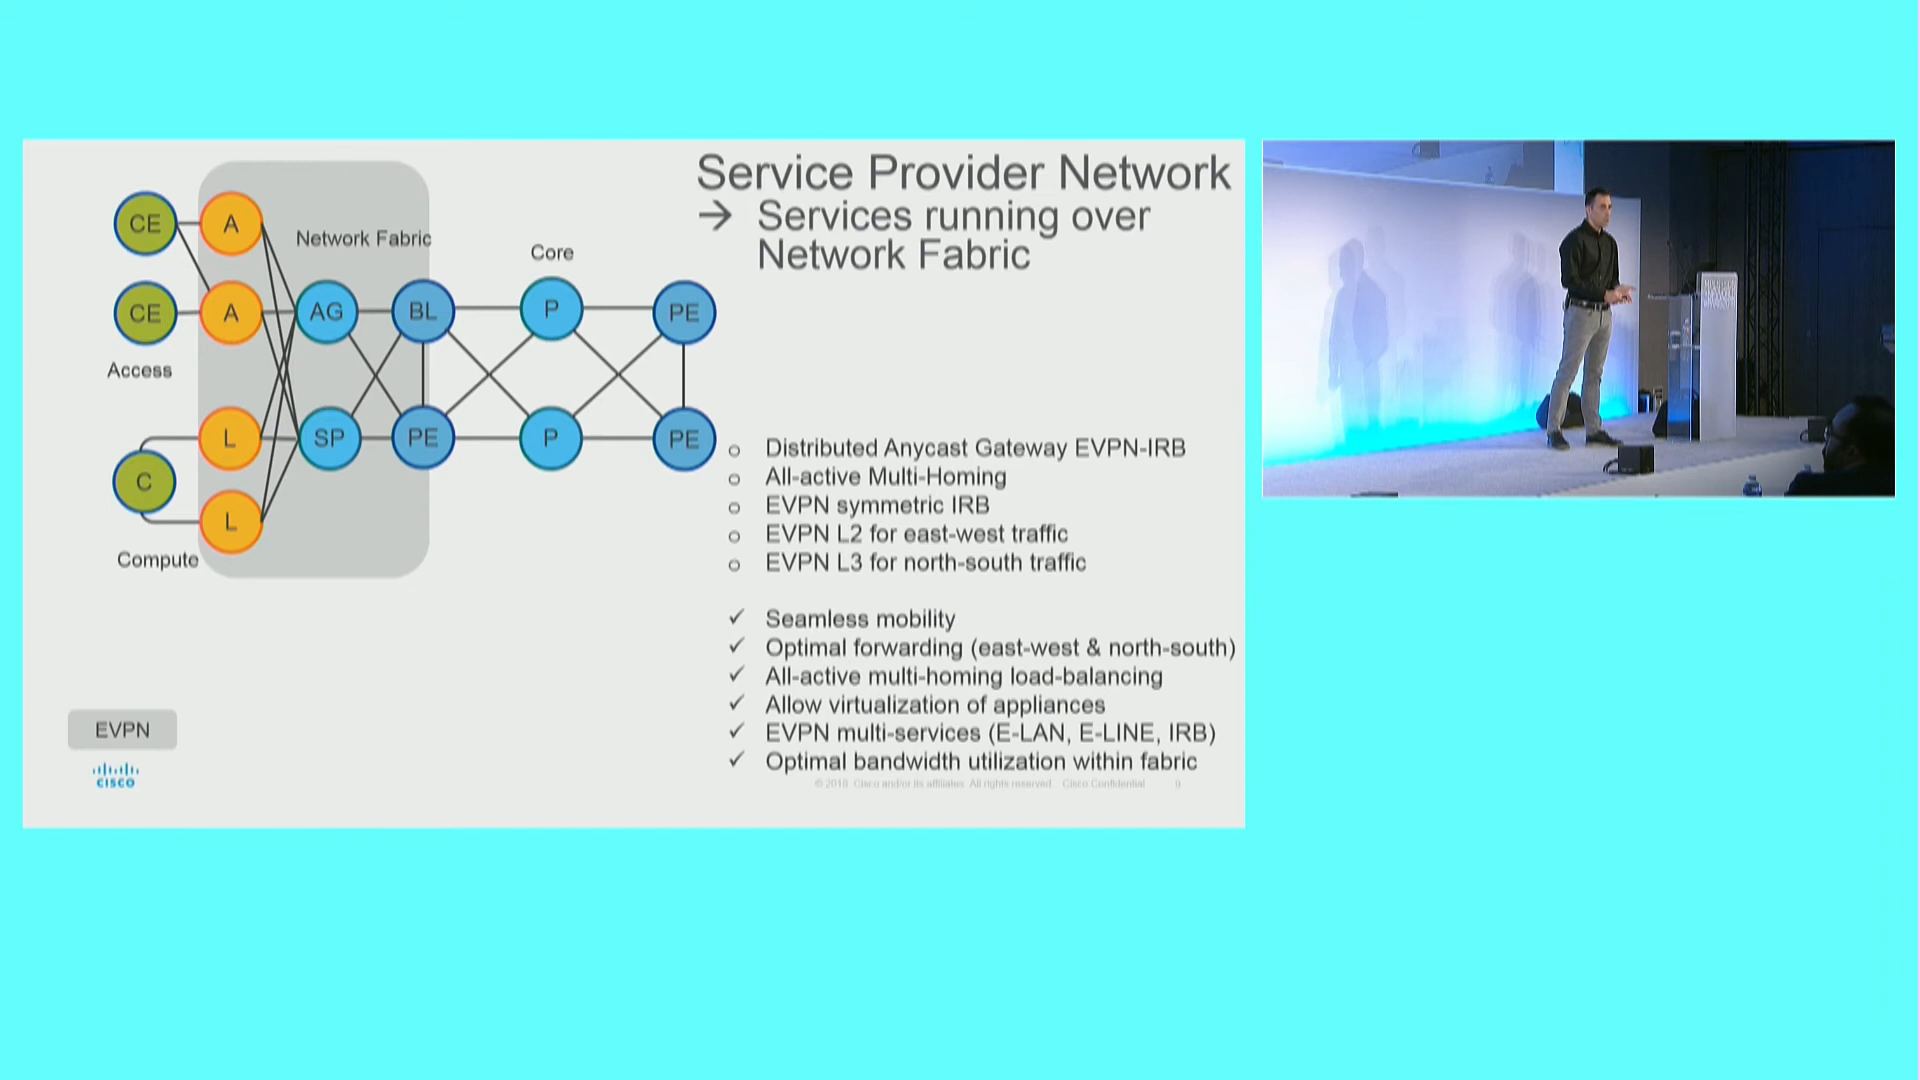 Service Provider Network
→ Services running over
Network Fabric
CE
A
Network Fabric
Core
CE
A
AG
BL
P
PE
Access
L
SP
PE
P
PE
C
L
Compute
o Distributed Anycast Gateway EVPN-IRB
o All-active Multi-Homing
o EVPN symmetric IRB
o EVPN L2 for east-west traffic
o EVPN L3 for north-south traffic
✓ Seamless mobility
✓ Optimal forwarding (east-west & north-south)
✓ All-active multi-homing load-balancing
✓ Allow virtualization of appliances
✓ EVPN multi-services (E-LAN, E-LINE, IRB)
✓ Optimal bandwidth utilization within fabric
EVPN
CISCO
© 2018 Cisco and/or its affiliates. All rights reserved. Cisco Confidential 9